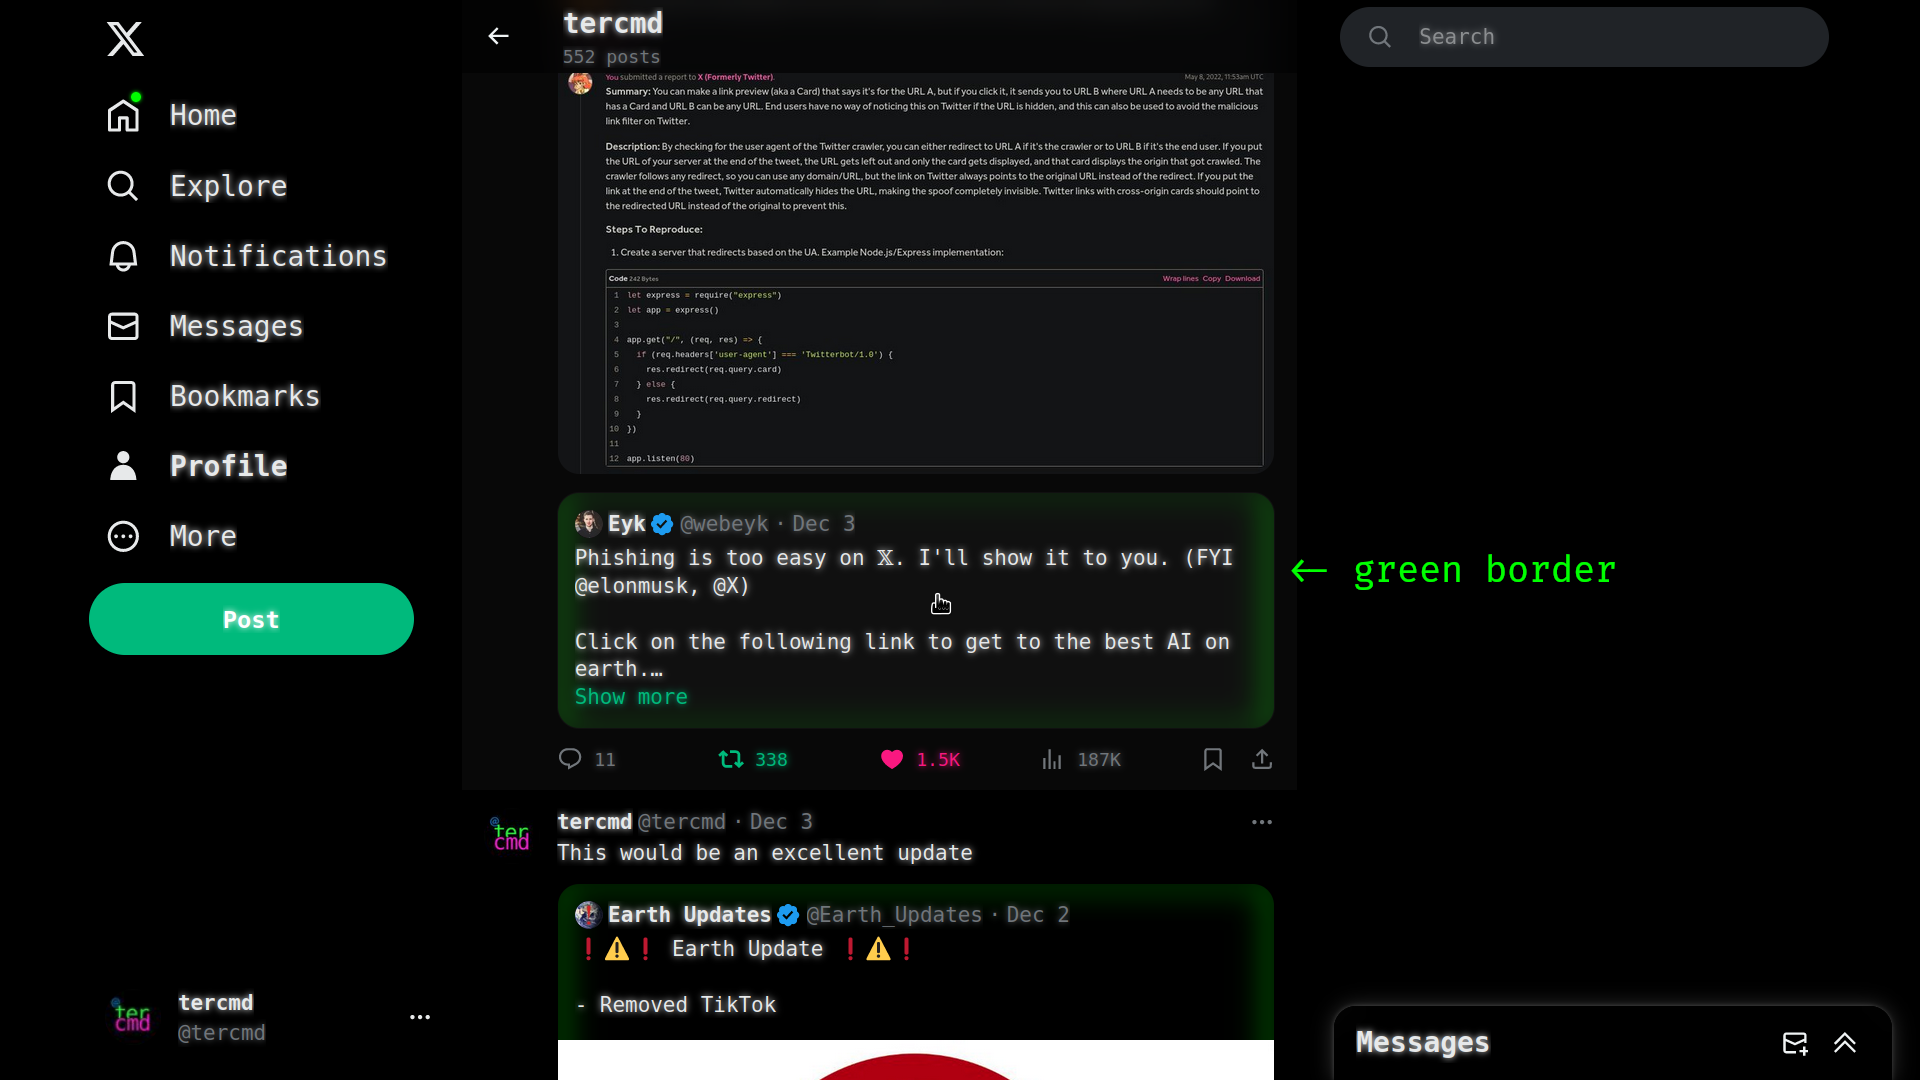 Home
Explore
Notifications
Messages
Bookmarks
Profile
More
Post
tercmd
@tercmd
tercmd
552 posts
You submitted a report to X (Formerly Twitter).
May 8, 2022, 11:53am UTC
Summary: You can make a link preview (aka a Card) that says it's for the URL A, but if you click it, it sends you to URL B where URL A needs to be any URL that
has a Card and URL B can be any URL. End users have no way of noticing this on Twitter if the URL is hidden, and this can also be used to avoid the malicious
link filter on Twitter.
Description: By checking for the user agent of the Twitter crawler, you can either redirect to URL A if it's the crawler or to URL B if it's the end user. If you put
the URL of your server at the end of the tweet, the URL gets left out and only the card gets displayed, and that card displays the origin that got crawled. The
crawler follows any redirect, so you can use any domain/URL, but the link on Twitter always points to the original URL instead of the redirect. If you put the
link at the end of the tweet, Twitter automatically hides the URL, making the spoof completely invisible. Twitter links with cross-origin cards should point to
the redirected URL instead of the original to prevent this.
Steps To Reproduce:
1. Create a server that redirects based on the UA. Example Node.js/Express implementation:
Code 242 Bytes
Wrap lines Copy Download
1 let express = require("express")
2 let app = express()
3
4 app.get("/", (req, res) => {
5 if (req.headers['user-agent'] === 'Twitterbot/1.0') {
6 res.redirect(req.query.card)
7 } else {
8 res.redirect(req.query.redirect)
9 }
10 })
11
12 app.listen(80)
Eyk @webeyk · Dec 3
Phishing is too easy on 𝕏. I'll show it to you. (FYI
@elonmusk, @X)
Click on the following link to get to the best AI on
earth.…
Show more
11 338 1.5K 187K
ter
cmd
tercmd @tercmd · Dec 3
This would be an excellent update
Earth Updates @Earth_Updates · Dec 2
❗⚠️❗ Earth Update ❗⚠️❗
- Removed TikTok
Search
← green border
Messages
ter
cmd